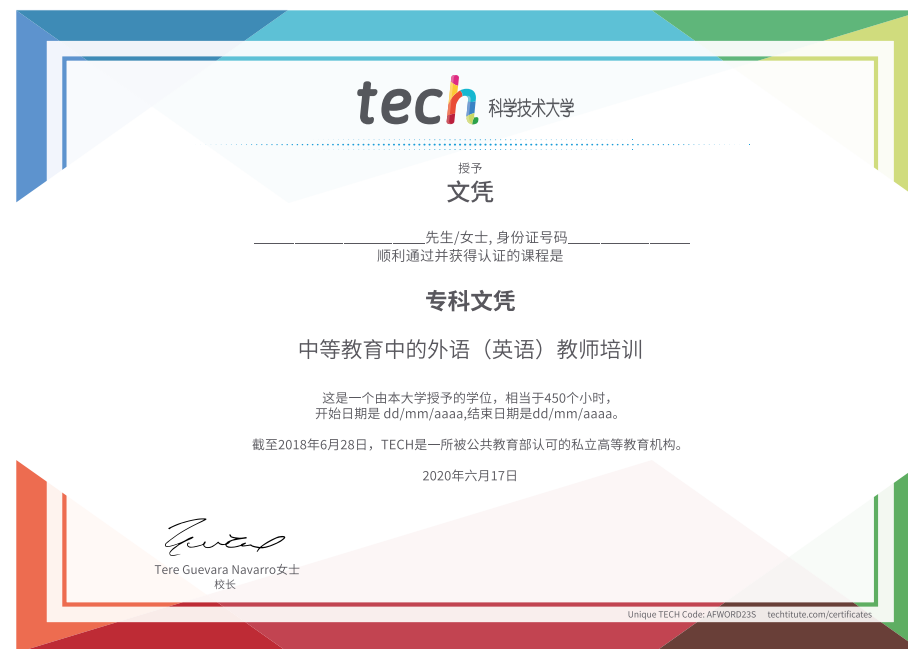 tech 科学技术大学
授予
文凭
______________________先生/女士, 身份证号码________________
顺利通过并获得认证的课程是
专科文凭
中等教育中的外语（英语）教师培训
这是一个由本大学授予的学位，相当于450个小时，
开始日期是 dd/mm/aaaa,结束日期是dd/mm/aaaa。
截至2018年6月28日，TECH是一所被公共教育部认可的私立高等教育机构。
2020年六月17日
Tere Guevara Navarro女士
校长
Unique TECH Code: AFWORD23S techtitute.com/certificates